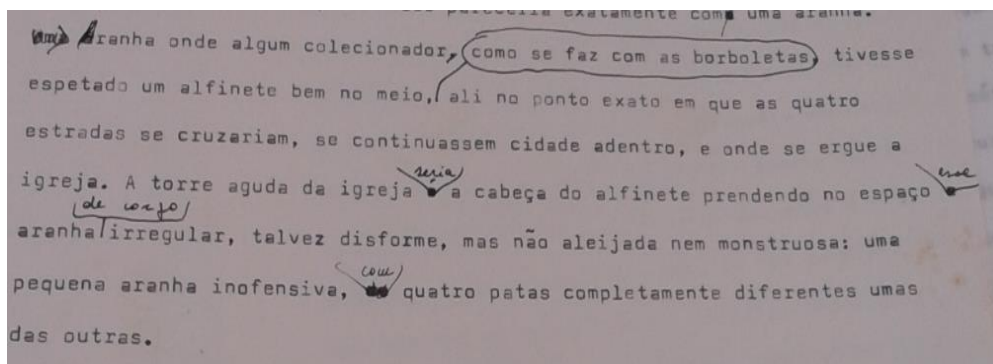 pareceria exatamente com uma aranha.
uma Aranha onde algum colecionador, como se faz com as borboletas, tivesse
espetado um alfinete bem no meio, ali no ponto exato em que as quatro
estradas se cruzariam, se continuassem cidade adentro, e onde se ergue a
seria esse
igreja. A torre aguda da igreja a cabeça do alfinete prendendo no espaço
de corpo
aranha irregular, talvez disforme, mas não aleijada nem monstruosa: uma
com
pequena aranha inofensiva, quatro patas completamente diferentes umas
das outras.